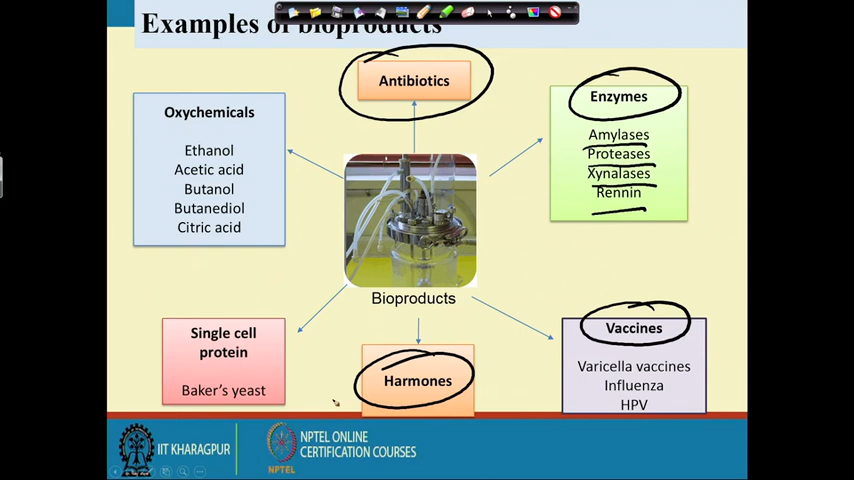 Examples of bioproducts
Antibiotics
Oxychemicals
Ethanol
Acetic acid
Butanol
Butanediol
Citric acid
Enzymes
Amylases
Proteases
Xynalases
Rennin
Bioproducts
Single cell
protein
Baker's yeast
Harmones
Vaccines
Varicella vaccines
Influenza
HPV
IIT KHARAGPUR
NPTEL
NPTEL ONLINE
CERTIFICATION COURSES